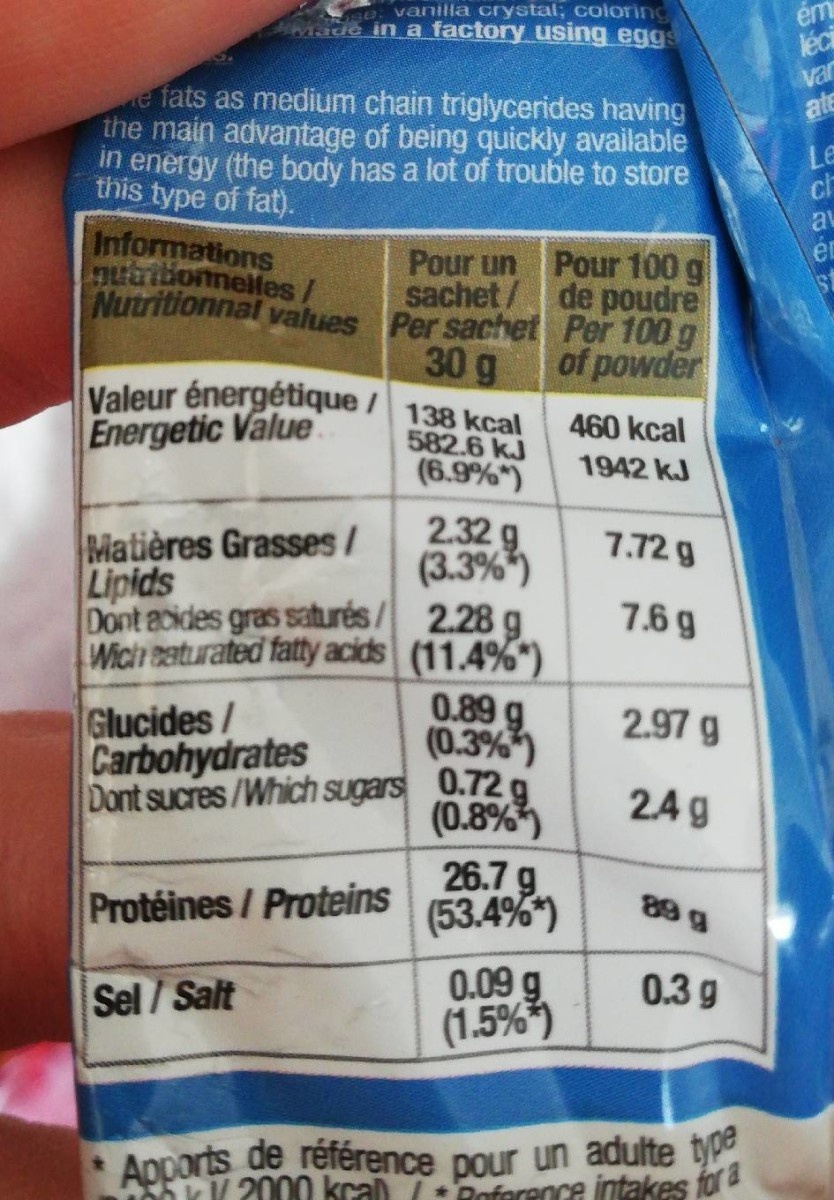 vanilla crystal; coloring
Made in a factory using eggs
fats as medium chain triglycerides having
the main advantage of being quickly available
in energy (the body has a lot of trouble to store
this type of fat).
Informations
nutritionnelles /
Nutritionnal values
Pour un
sachet /
Per sachet
30 g
Pour 100 g
de poudre
Per 100 g
of powder
Valeur énergétique /
Energetic Value
138 kcal
582.6 kJ
(6.9%*)
460 kcal
1942 kJ
Matières Grasses /
Lipids
2.32 g
(3.3%*)
7.72 g
Dont acides gras saturés /
Wich saturated fatty acids
2.28 g
(11.4%*)
7.6 g
Glucides /
Carbohydrates
0.89 g
(0.3%*)
2.97 g
Dont sucres /Which sugars
0.72 g
(0.8%*)
2.4 g
Protéines / Proteins
26.7 g
(53.4%*)
89 g
Sel / Salt
0.09 g
(1.5%*)
0.3 g
* Apports de référence pour un adulte type
2000 kcal) / * Reference intakes for a